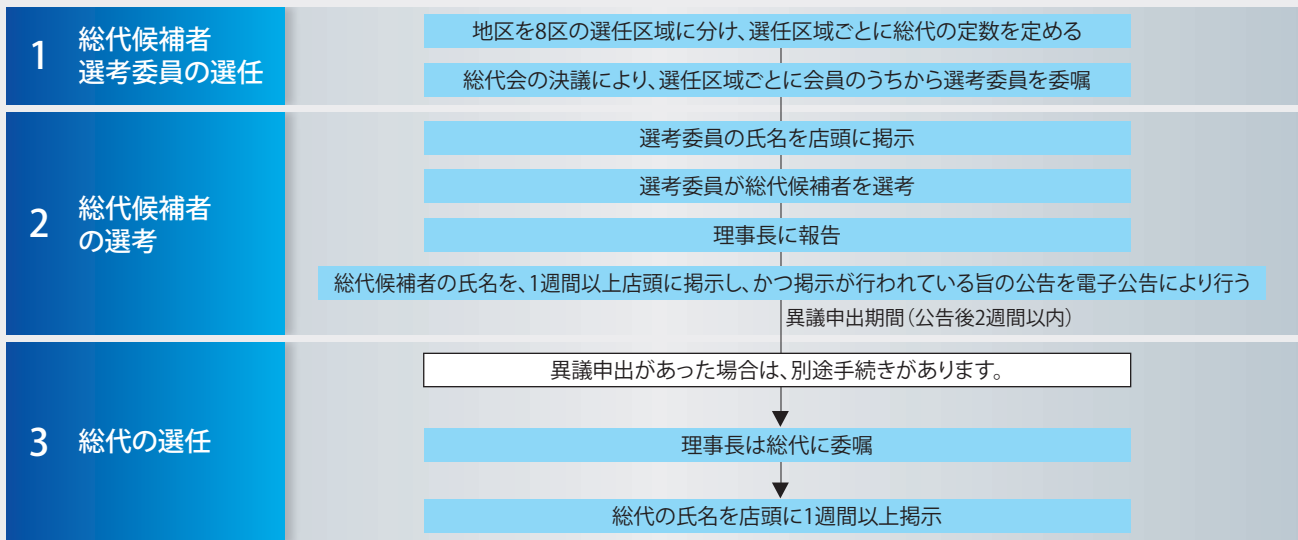 1
総代候補者
選考委員の選任
地区を8区の選任区域に分け、選任区域ごとに総代の定数を定める
総代会の決議により、選任区域ごとに会員のうちから選考委員を委嘱
2
総代候補者
の選考
選考委員の氏名を店頭に掲示
選考委員が総代候補者を選考
理事長に報告
総代候補者の氏名を、1週間以上店頭に掲示し、かつ掲示が行われている旨の公告を電子公告により行う
異議申出期間（公告後2週間以内）
3
総代の選任
異議申出があった場合は、別途手続きがあります。
理事長は総代に委嘱
総代の氏名を店頭に1週間以上掲示